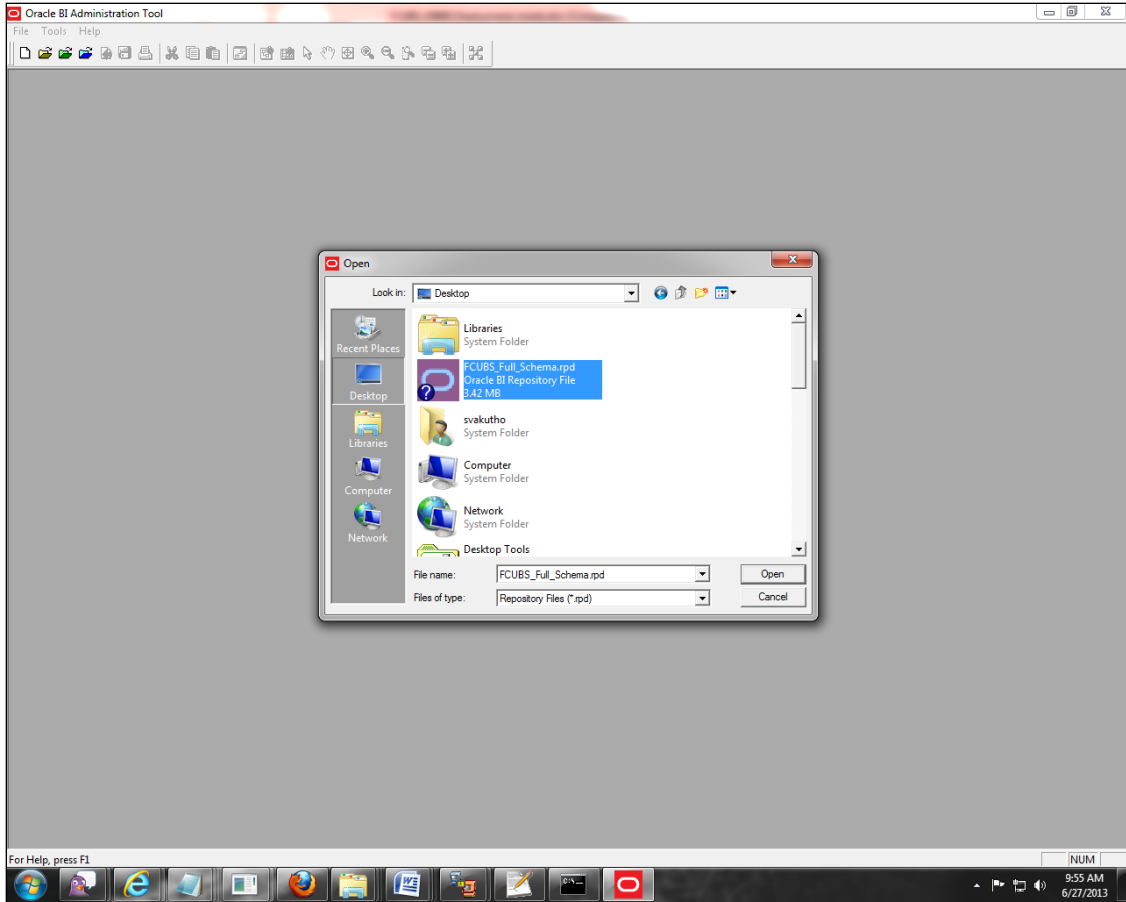 Oracle BI Administration Tool
File Tools Help
Open
Look in: Desktop
Recent Places
Desktop
Libraries
Computer
Network
Libraries
System Folder
FCUBS_Full_Schema.rpd
Oracle BI Repository File
3.42 MB
svakutho
System Folder
Computer
System Folder
Network
System Folder
Desktop Tools
File name: FCUBS_Full_Schema.rpd Open
Files of type: Repository Files (*.rpd) Cancel
For Help, press F1
NUM
9:55 AM
6/27/2013